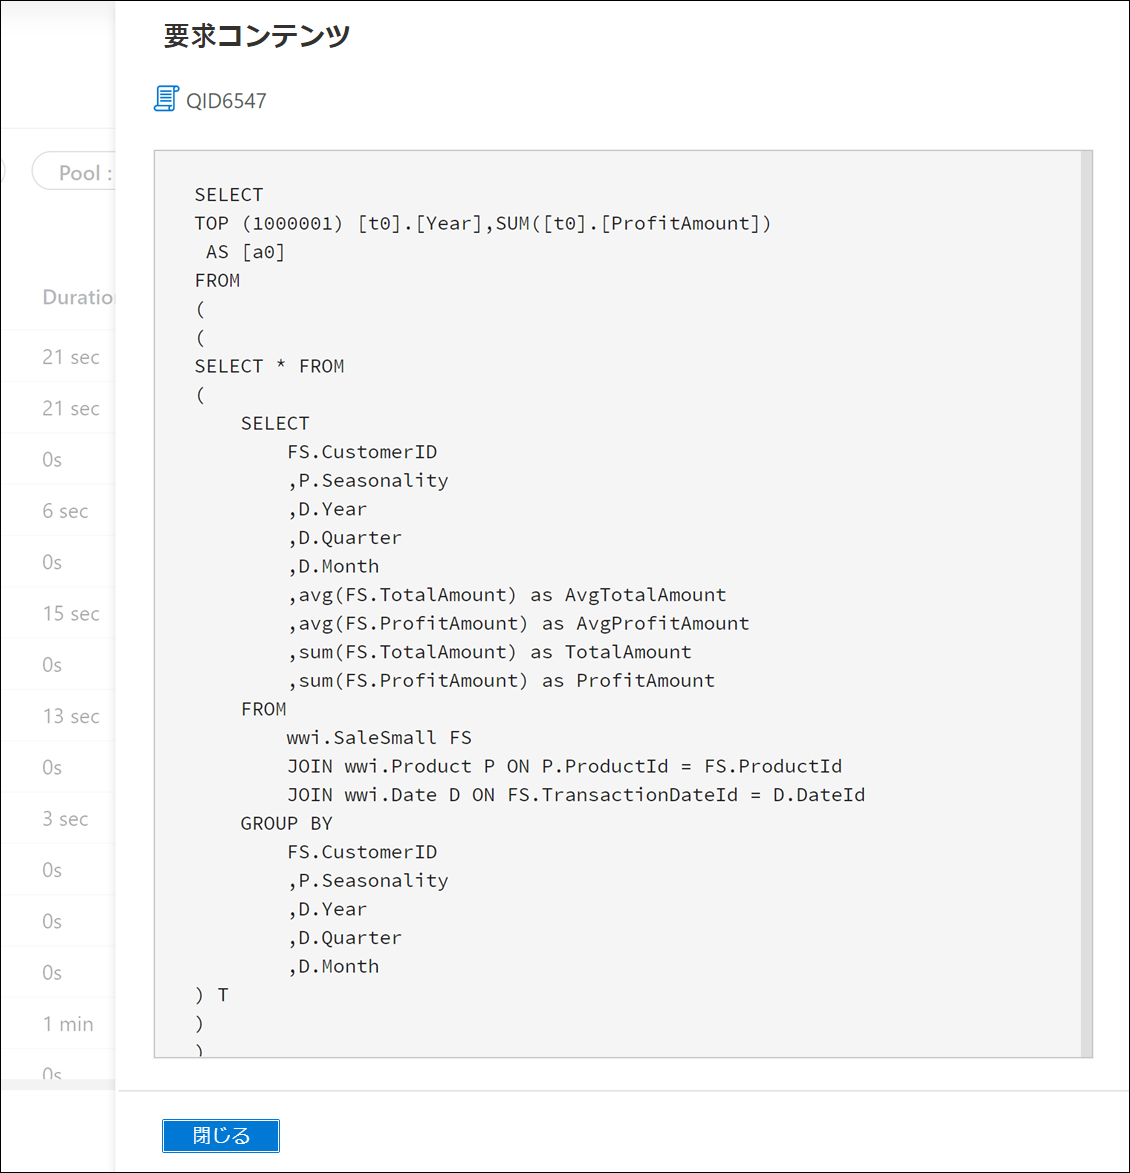 要求コンテンツ
QID6547
Pool :
Duratio
21 sec
21 sec
0s
6 sec
0s
15 sec
0s
13 sec
0s
3 sec
0s
0s
0s
1 min
0s
SELECT
TOP (1000001) [t0].[Year],SUM([t0].[ProfitAmount])
 AS [a0]
FROM
(
(
SELECT * FROM
(
    SELECT
        FS.CustomerID
        ,P.Seasonality
        ,D.Year
        ,D.Quarter
        ,D.Month
        ,avg(FS.TotalAmount) as AvgTotalAmount
        ,avg(FS.ProfitAmount) as AvgProfitAmount
        ,sum(FS.TotalAmount) as TotalAmount
        ,sum(FS.ProfitAmount) as ProfitAmount
    FROM
        wwi.SaleSmall FS
        JOIN wwi.Product P ON P.ProductId = FS.ProductId
        JOIN wwi.Date D ON FS.TransactionDateId = D.DateId
    GROUP BY
        FS.CustomerID
        ,P.Seasonality
        ,D.Year
        ,D.Quarter
        ,D.Month
) T
)
)
閉じる